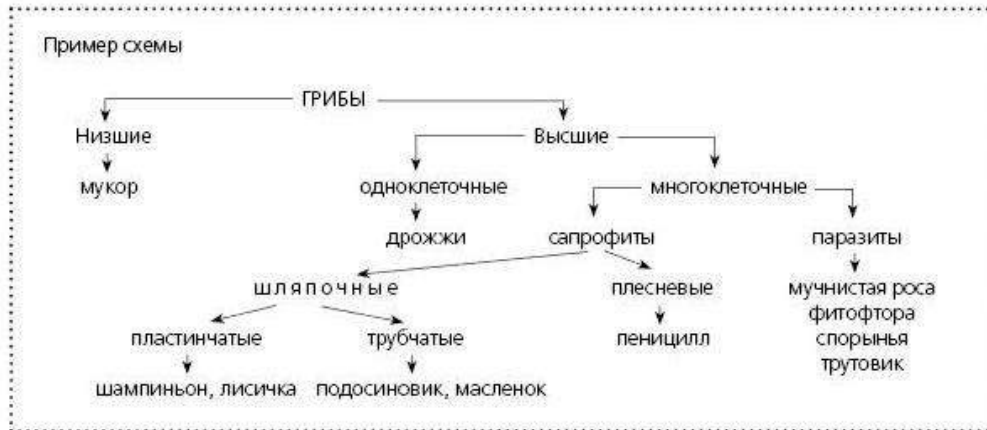 Пример схемы
ГРИБЫ
Низшие
Высшие
мукор
одноклеточные
многоклеточные
дрожжи
сапрофиты
паразиты
шляпочные
плесневые
мучнистая роса
фитофтора
спорынья
трутовик
пластинчатые
трубчатые
пеницилл
шампиньон, лисичка
подосиновик, масленок